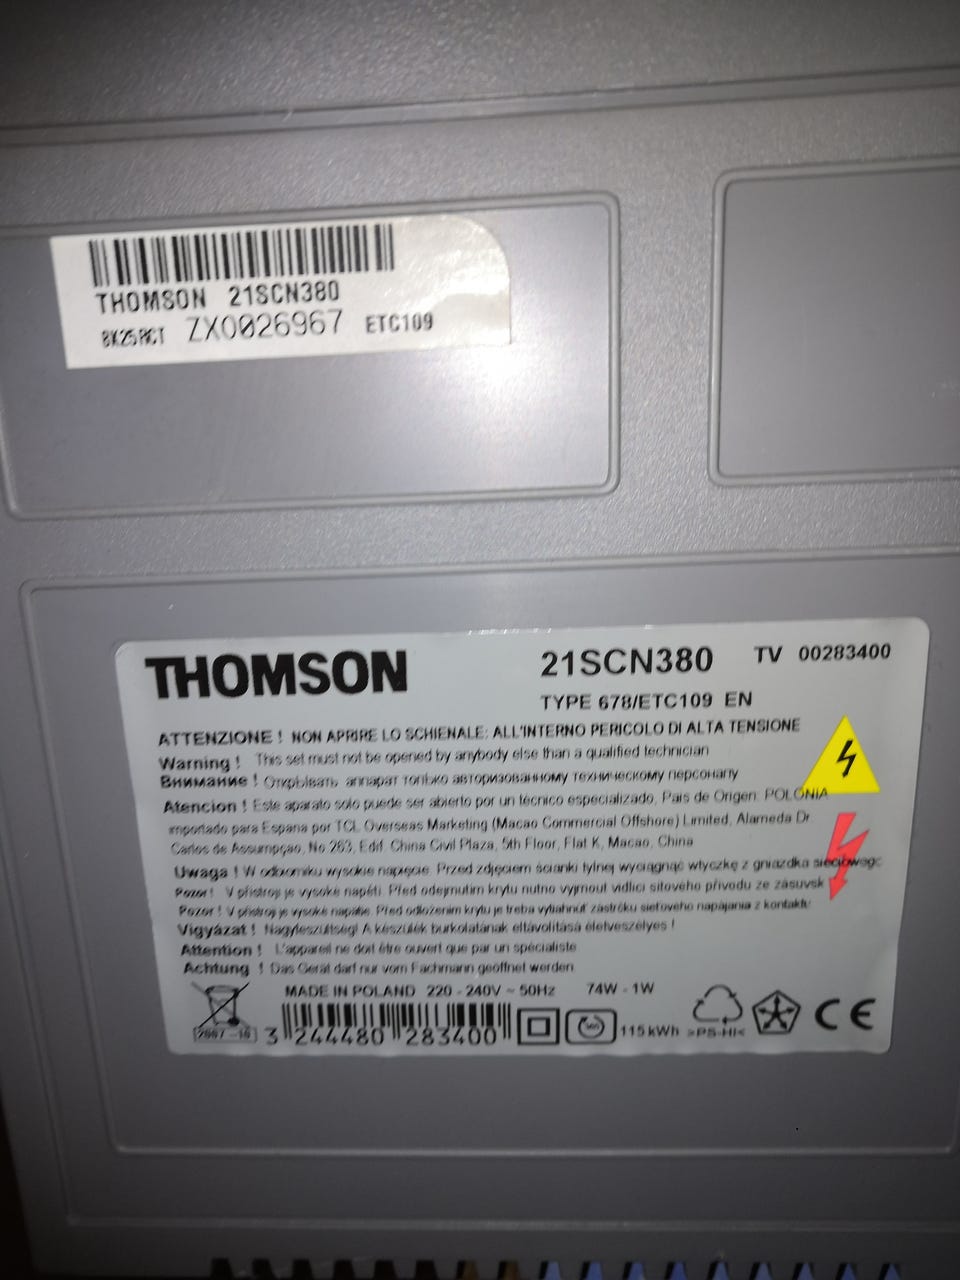 THOMSON 21SCN380
ZX0026967 ETC109
THOMSON 21SCN380 TV 00283400
TYPE 678/ETC109 EN
ATTENZIONE ! NON APRIRE LO SCHIENALE: ALL'INTERNO PERICOLO DI ALTA TENSIONE
Warning ! This set must not be opened by anybody else than a qualified technician
Внимание ! Открывать аппарат только авторизованному техническому персоналу
Atencion ! Este aparato solo puede ser abierto por un técnico especializado, Pais de Origen: POLONIA
importado para Espana por TCL Overseas Marketing (Macao Commercial Offshore) Limited, Alameda Dr
Carlos de Assumpçao, No 263, Edif. China Civil Plaza, 5th Floor, Flat K, Macao, China
Uwaga ! W odbiorniku wysokie napięcie. Przed zdjęciem ścianki tylnej wyciągnąć wtyczkę z gniazdka sieciowego
Pozor! V přístroji je vysoké napětí. Před odejmutím krytu nutno vyjmout vidlici síťového přívodu ze zásuvk
Pozor ! V prístroji je vysoké napätie. Pred odložením krytu je treba vytiahnuť zástrčku sieťového napájania z kontaktu
Vigyázat ! Nagyfeszültség! A készülék burkolatának eltávolítása életveszélyes !
Attention ! L'appareil ne doit être ouvert que par un spécialiste
Achtung ! Das Gerät darf nur vom Fachmann geöffnet werden
MADE IN POLAND 220 - 240V ~ 50Hz 74W - 1W
3 244480 283400 115 kWh >PS-HI< CE